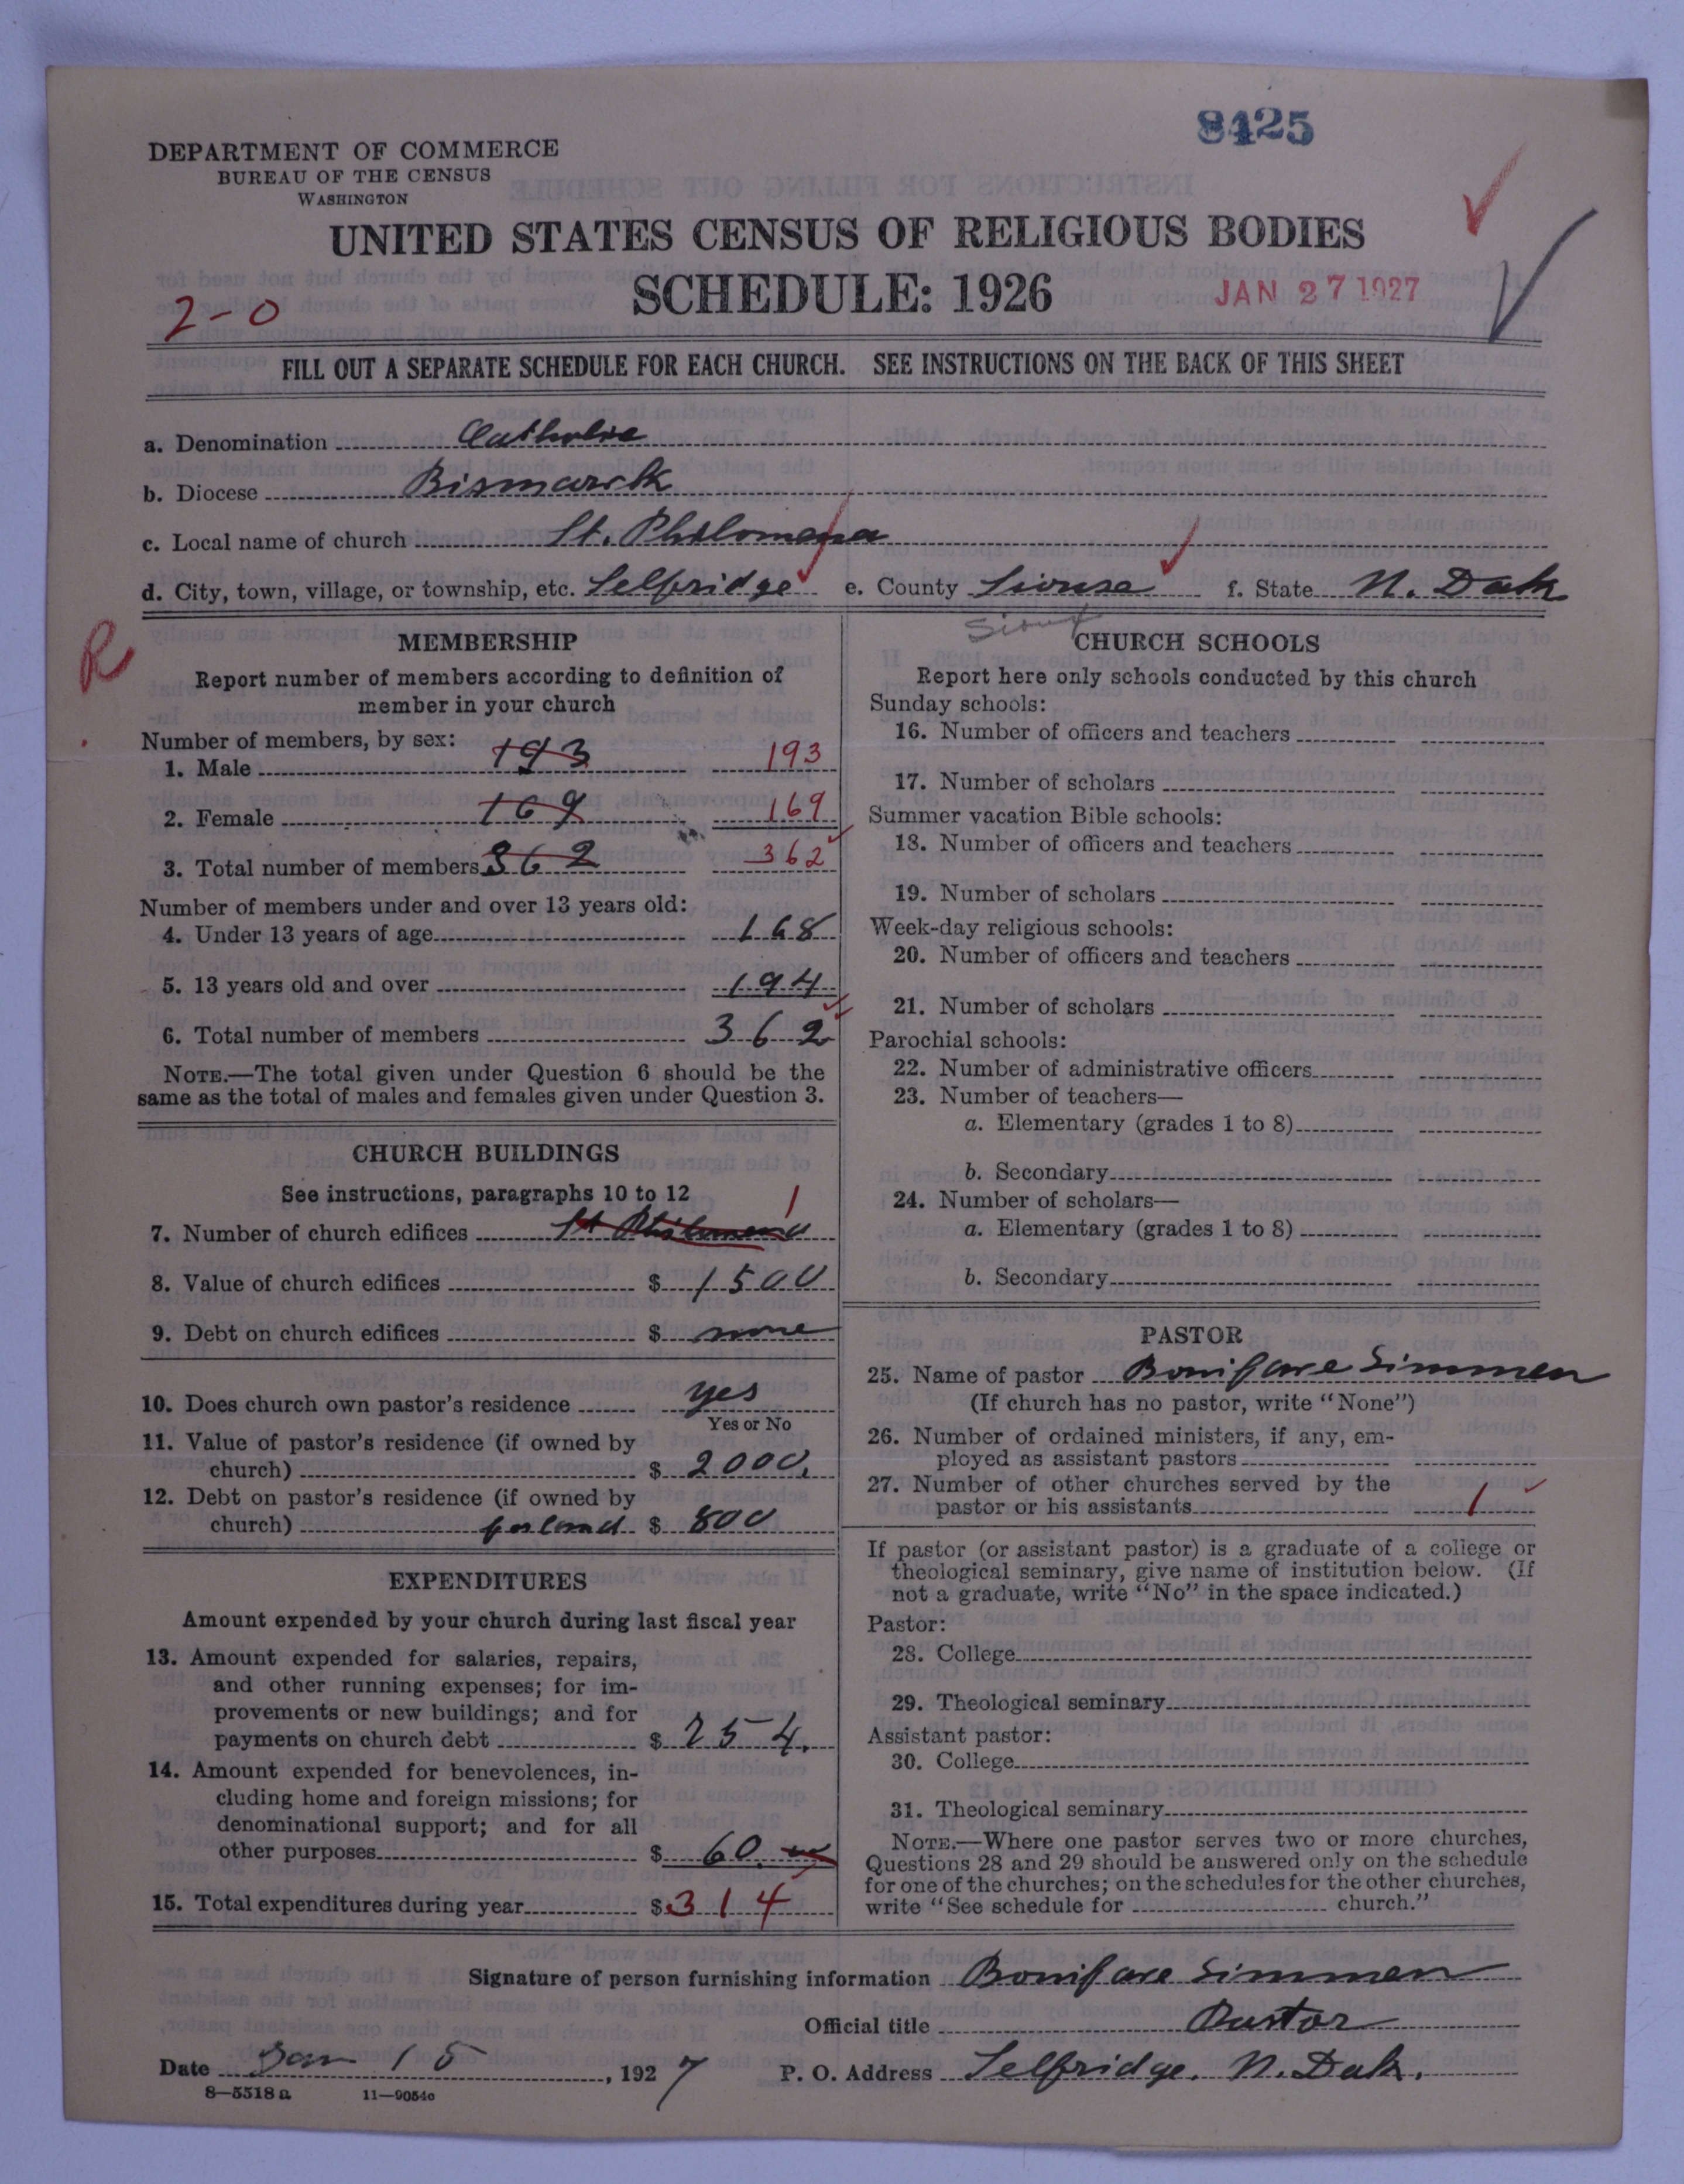 8425
DEPARTMENT OF COMMERCE
BUREAU OF THE CENSUS
WASHINGTON
UNITED STATES CENSUS OF RELIGIOUS BODIES
SCHEDULE: 1926
JAN 27 1927
2-0
FILL OUT A SEPARATE SCHEDULE FOR EACH CHURCH. SEE INSTRUCTIONS ON THE BACK OF THIS SHEET
a. Denomination Catholic
b. Diocese Bismarck
c. Local name of church St. Philomena
d. City, town, village, or township, etc. Selfridge e. County Siouxe f. State N. Dak
Sioux
R
MEMBERSHIP
Report number of members according to definition of
member in your church
Number of members, by sex:
1. Male 193 193
2. Female 169 169
3. Total number of members 362 362
Number of members under and over 13 years old:
4. Under 13 years of age 168
5. 13 years old and over 194
6. Total number of members 362
NOTE.—The total given under Question 6 should be the
same as the total of males and females given under Question 3.
CHURCH BUILDINGS
See instructions, paragraphs 10 to 12
7. Number of church edifices St Philomena 1
8. Value of church edifices $ 1500
9. Debt on church edifices $ none
10. Does church own pastor's residence yes
Yes or No
11. Value of pastor's residence (if owned by
church) $ 2000.
12. Debt on pastor's residence (if owned by
church) $ 800
EXPENDITURES
Amount expended by your church during last fiscal year
13. Amount expended for salaries, repairs,
and other running expenses; for im-
provements or new buildings; and for
payments on church debt $ 254.
14. Amount expended for benevolences, in-
cluding home and foreign missions; for
denominational support; and for all
other purposes $ 60.
15. Total expenditures during year $ 314
CHURCH SCHOOLS
Report here only schools conducted by this church
Sunday schools:
16. Number of officers and teachers
17. Number of scholars
Summer vacation Bible schools:
18. Number of officers and teachers
19. Number of scholars
Week-day religious schools:
20. Number of officers and teachers
21. Number of scholars
Parochial schools:
22. Number of administrative officers
23. Number of teachers—
a. Elementary (grades 1 to 8)
b. Secondary
24. Number of scholars—
a. Elementary (grades 1 to 8)
b. Secondary
PASTOR
25. Name of pastor Boniface Simmen
(If church has no pastor, write "None")
26. Number of ordained ministers, if any, em-
ployed as assistant pastors
27. Number of other churches served by the
pastor or his assistants 1
If pastor (or assistant pastor) is a graduate of a college or
theological seminary, give name of institution below. (If
not a graduate, write "No" in the space indicated.)
Pastor:
28. College
29. Theological seminary
Assistant pastor:
30. College
31. Theological seminary
NOTE.—Where one pastor serves two or more churches,
Questions 28 and 29 should be answered only on the schedule
for one of the churches; on the schedules for the other churches,
write "See schedule for church."
Signature of person furnishing information Boniface Simmen
Official title Pastor
Date Jan 15, 1927 P. O. Address Selfridge. N. Dak.
8—5518a 11—9054c